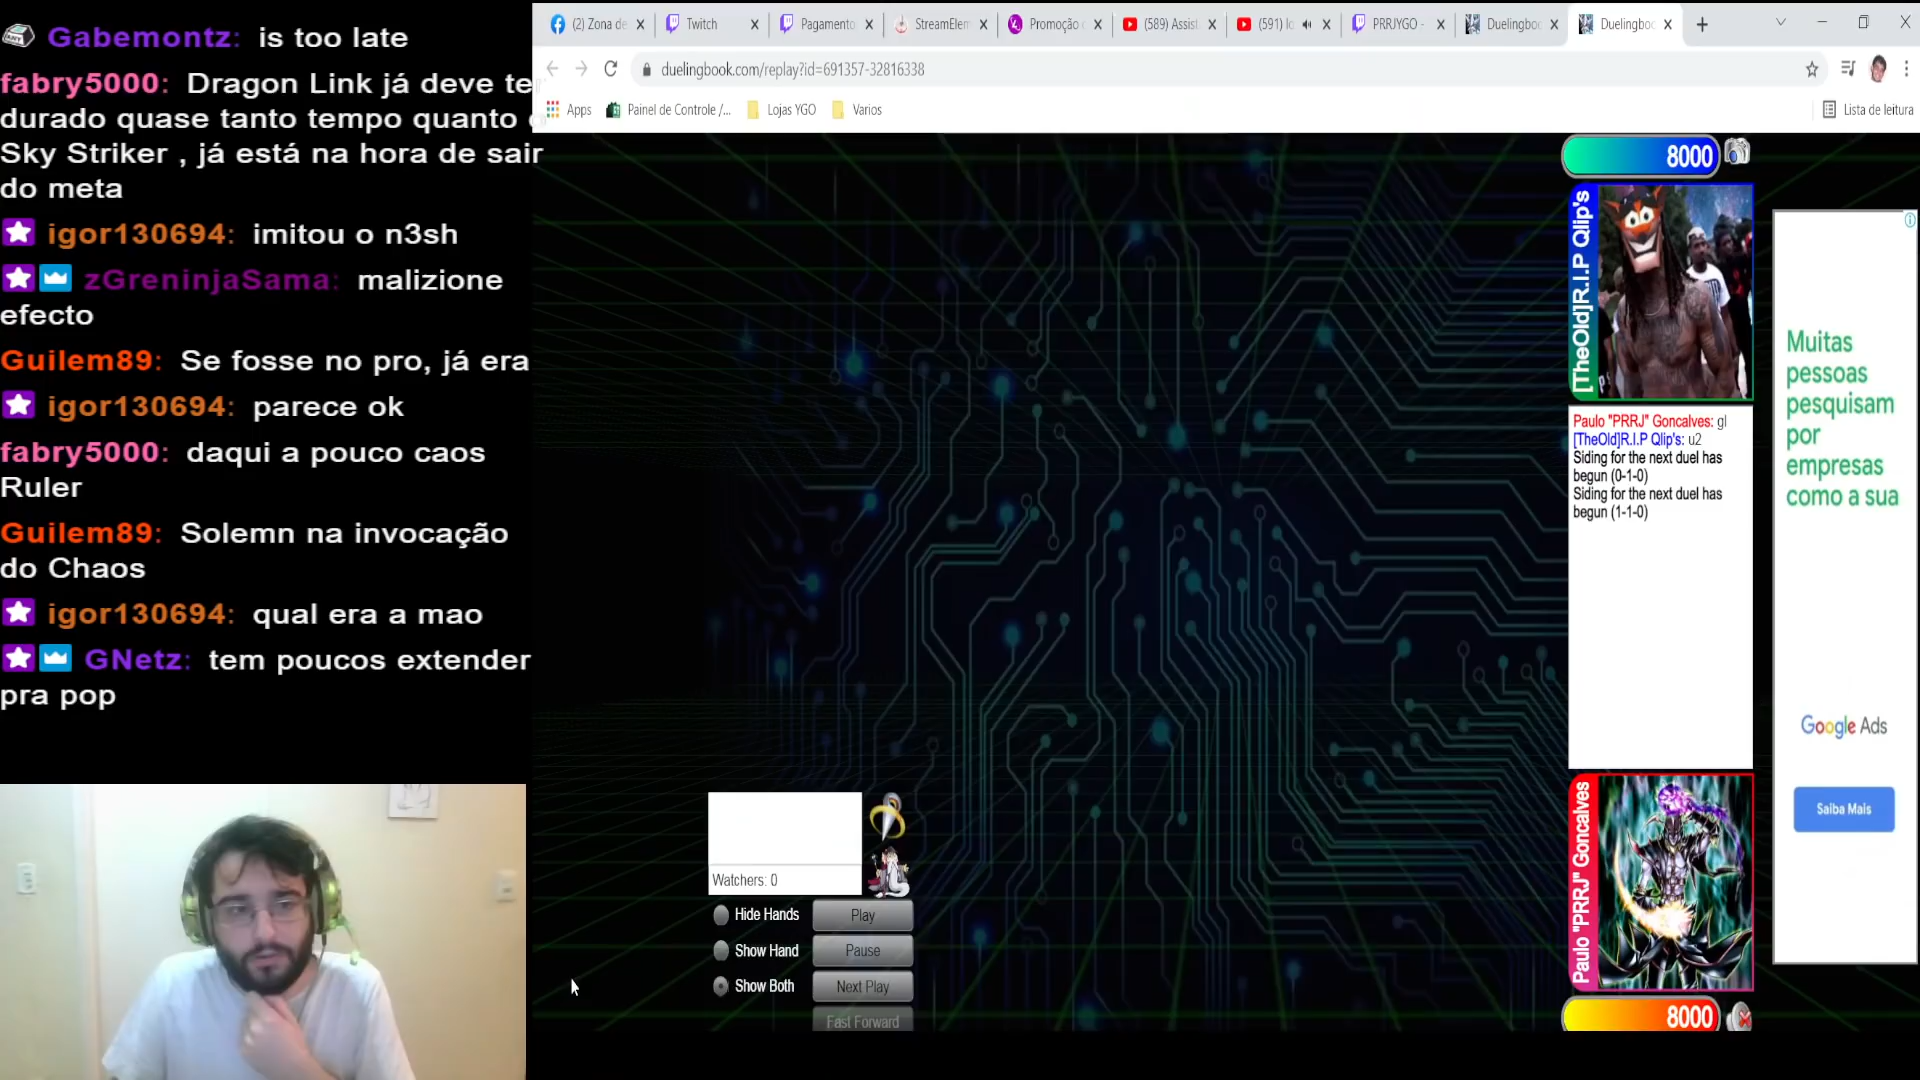 Gabemontz: is too late
fabry5000: Dragon Link já deve te
durado quase tanto tempo quanto
Sky Striker , já está na hora de sair
do meta
igor130694: imitou o n3sh
zGreninjaSama: malizione
efecto
Guilem89: Se fosse no pro, já era
igor130694: parece ok
fabry5000: daqui a pouco caos
Ruler
Guilem89: Solemn na invocação
do Chaos
igor130694: qual era a mao
GNetz: tem poucos extender
pra pop
(2) Zona de
Twitch
Pagamento
StreamElem
Promoção
(589) Assist
(591) lo
PRRJYGO -
Duelingboo
Duelingboo
duelingbook.com/replay?id=691357-32816338
Apps
Painel de Controle /...
Lojas YGO
Varios
Lista de leitura
8000
[TheOld]R.I.P Qlip's
Paulo "PRRJ" Goncalves: gl
[TheOld]R.I.P Qlip's: u2
Siding for the next duel has
begun (0-1-0)
Siding for the next duel has
begun (1-1-0)
Paulo "PRRJ" Goncalves
8000
Watchers: 0
Hide Hands
Play
Show Hand
Pause
Show Both
Next Play
Fast Forward
Muitas
pessoas
pesquisam
por
empresas
como a sua
Google Ads
Saiba Mais